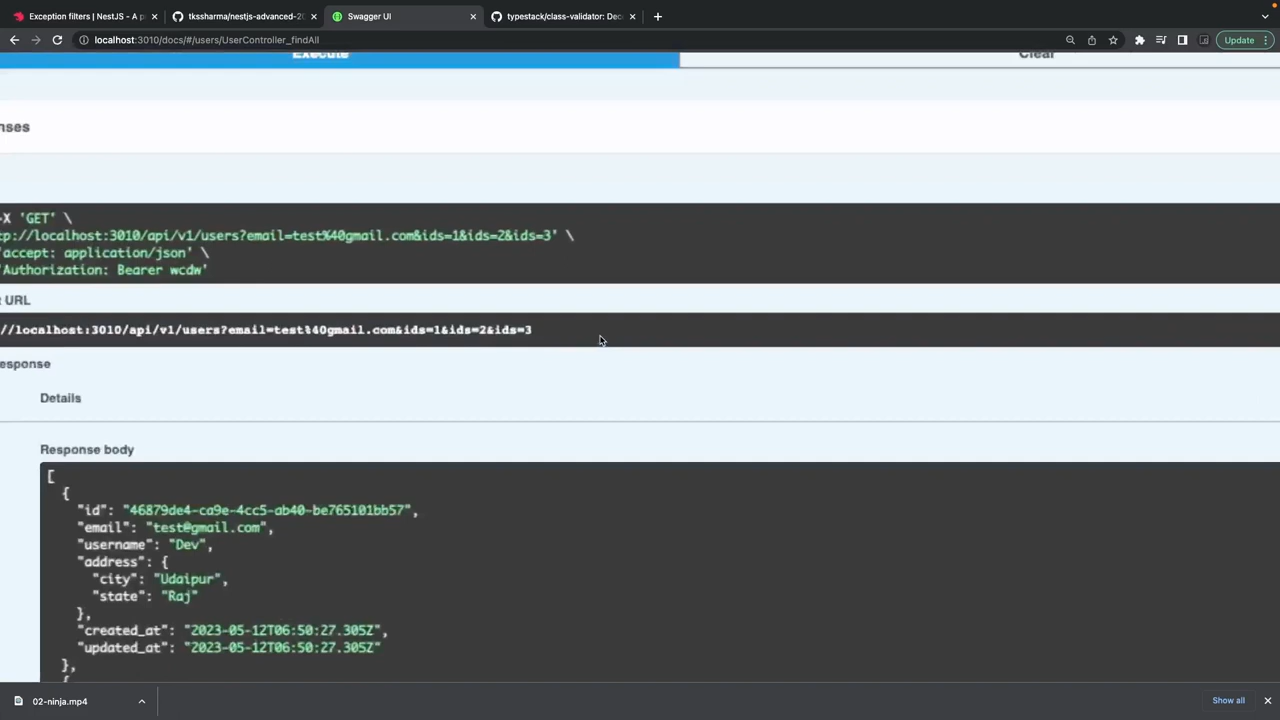 Exception filters | NestJS - A p
tkssharma/nestjs-advanced-20
Swagger UI
typestack/class-validator: Dec
localhost:3010/docs/#/users/UserController_findAll
Update
Execute
Clear
nses
-X 'GET' \
tp://localhost:3010/api/v1/users?email=test%40gmail.com&ids=1&ids=2&ids=3' \
'accept: application/json' \
'Authorization: Bearer wcdw'
URL
//localhost:3010/api/v1/users?email=test%40gmail.com&ids=1&ids=2&ids=3
esponse
Details
Response body
[
{
"id": "46879de4-ca9e-4cc5-ab40-be765101bb57",
"email": "test@gmail.com",
"username": "Dev",
"address": {
"city": "Udaipur",
"state": "Raj"
},
"created_at": "2023-05-12T06:50:27.305Z",
"updated_at": "2023-05-12T06:50:27.305Z"
},
{
02-ninja.mp4
Show all